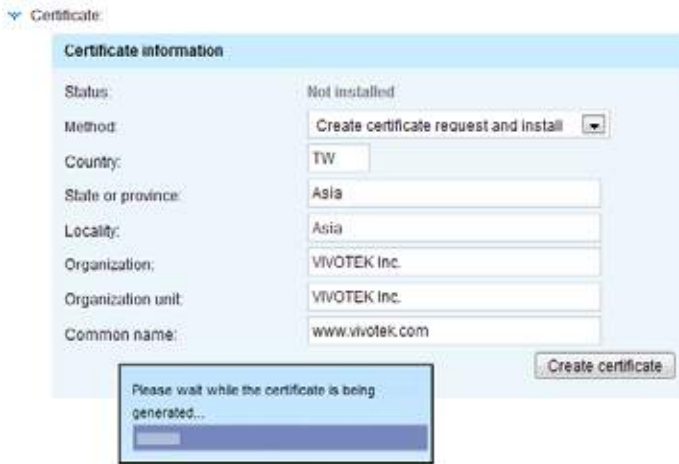 Certificate:
Certificate information
Status: Not installed
Method: Create certificate request and install
Country: TW
State or province: Asia
Locality: Asia
Organization: VIVOTEK Inc.
Organization unit: VIVOTEK Inc.
Common name: www.vivotek.com
Create certificate
Please wait while the certificate is being
generated...